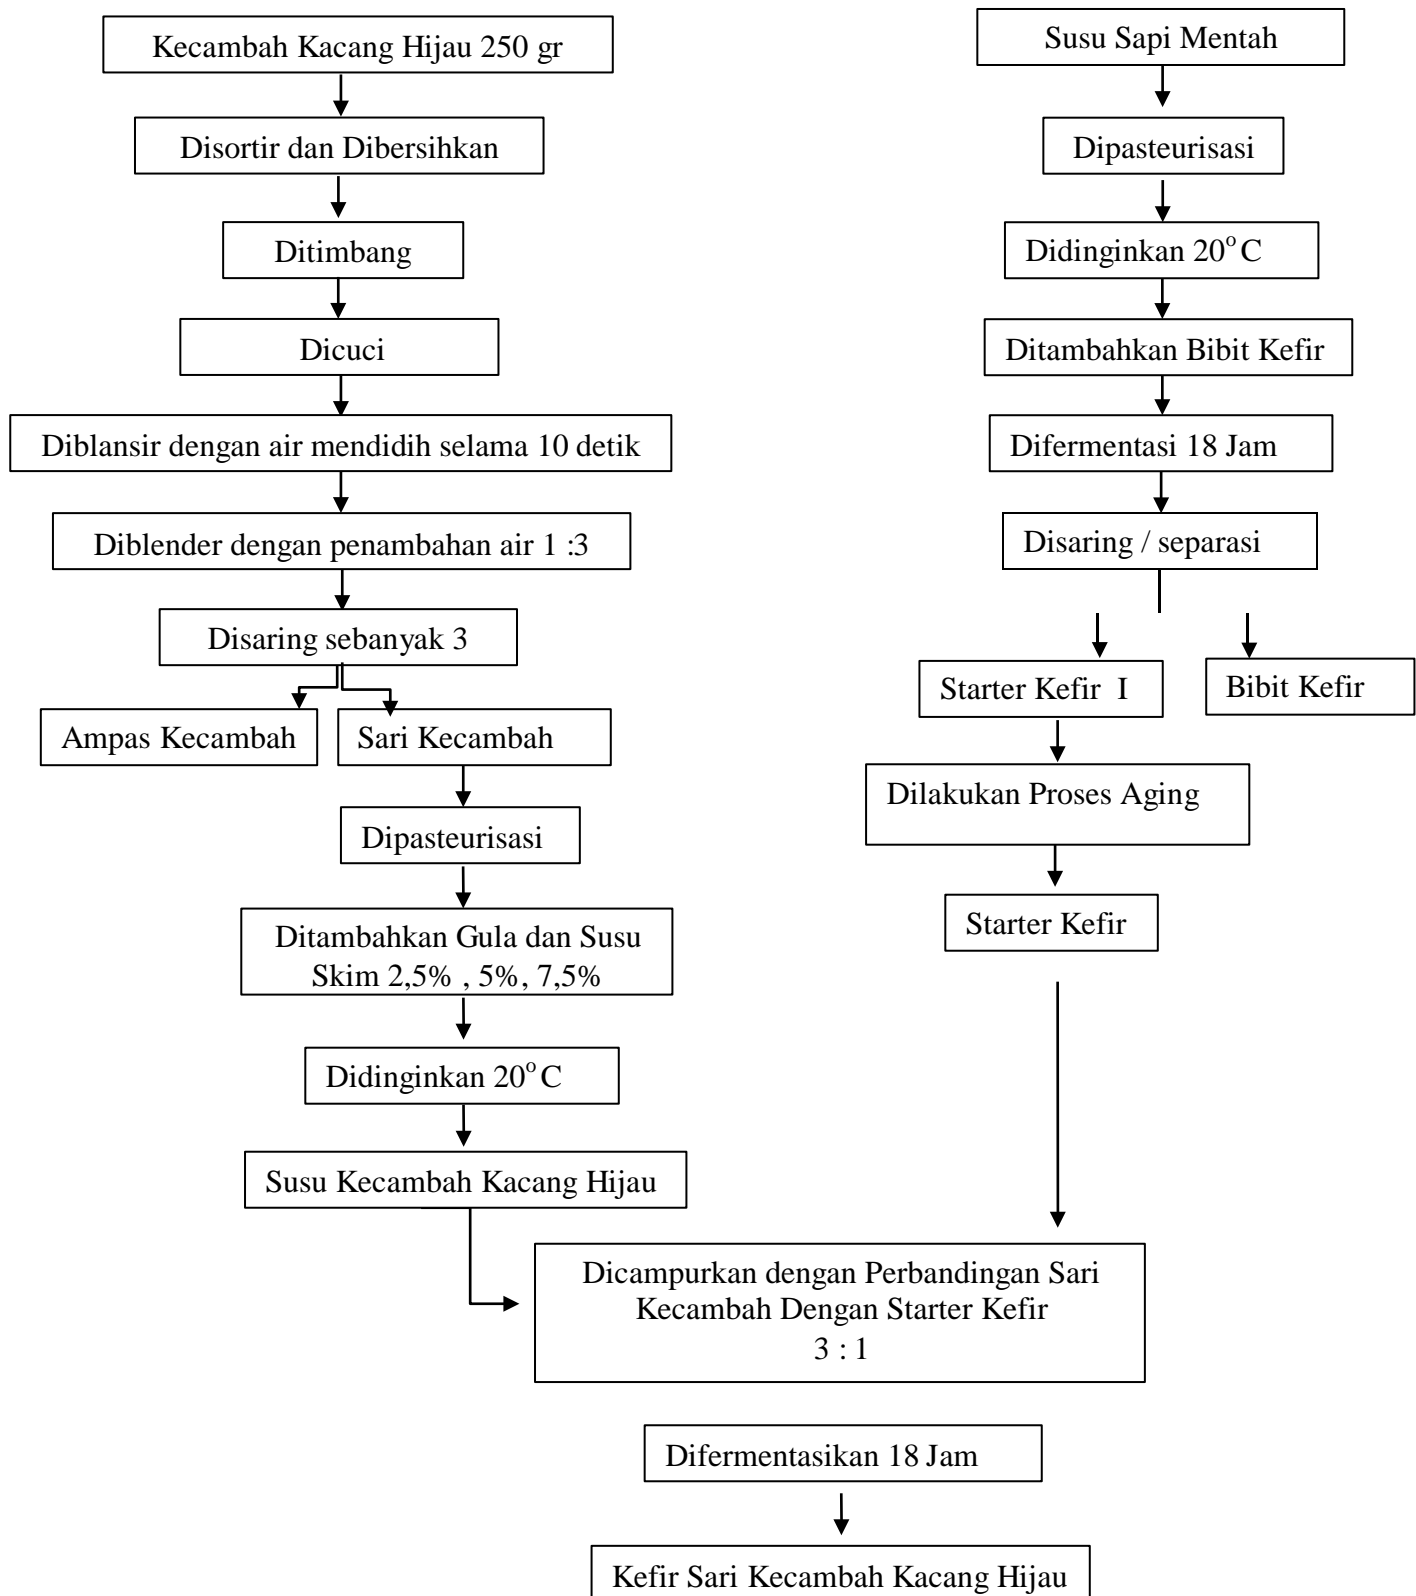 Kecambah Kacang Hijau 250 gr
Disortir dan Dibersihkan
Ditimbang
Dicuci
Diblansir dengan air mendidih selama 10 detik
Diblender dengan penambahan air 1 :3
Disaring sebanyak 3
Ampas Kecambah
Sari Kecambah
Dipasteurisasi
Ditambahkan Gula dan Susu
Skim 2,5% , 5%, 7,5%
Didinginkan 20°C
Susu Kecambah Kacang Hijau
Susu Sapi Mentah
Dipasteurisasi
Didinginkan 20°C
Ditambahkan Bibit Kefir
Difermentasi 18 Jam
Disaring / separasi
Starter Kefir I
Bibit Kefir
Dilakukan Proses Aging
Starter Kefir
Dicampurkan dengan Perbandingan Sari
Kecambah Dengan Starter Kefir
3 : 1
Difermentasikan 18 Jam
Kefir Sari Kecambah Kacang Hijau